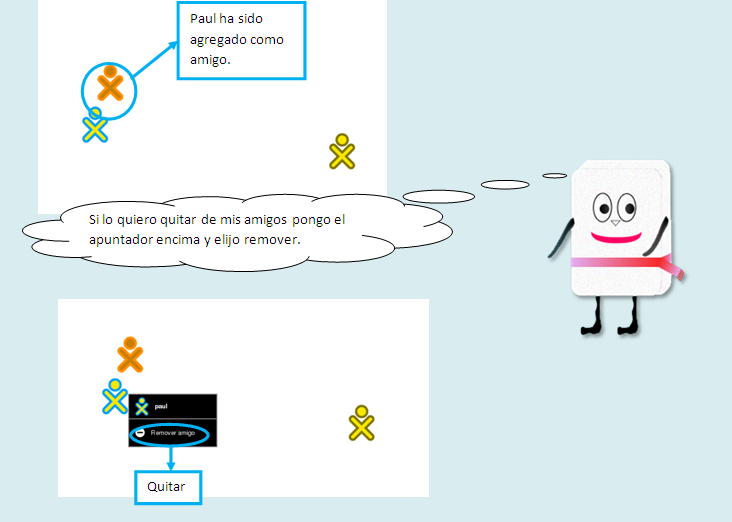 Paul ha sido
agregado como
amigo.
Si lo quiero quitar de mis amigos pongo el
apuntador encima y elijo remover.
paul
Remover amigo
Quitar